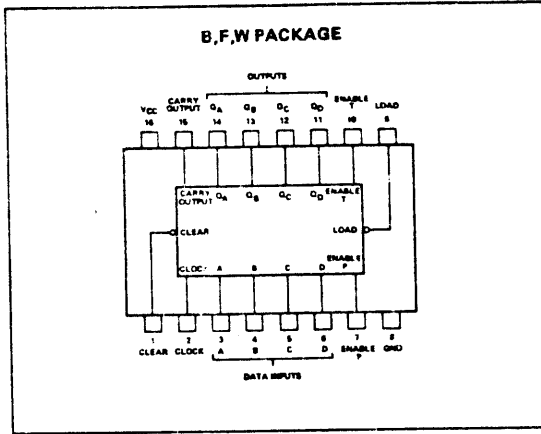 B,F,W PACKAGE
OUTPUTS
VCC CARRY OUTPUT QA QB QC QD ENABLE T LOAD
16 15 14 13 12 11 10 9
CARRY OUTPUT QA QB QC QD ENABLE T
CLEAR LOAD
CLOCK A B C D ENABLE P
1 2 3 4 5 6 7 8
CLEAR CLOCK A B C D ENABLE P GND
DATA INPUTS